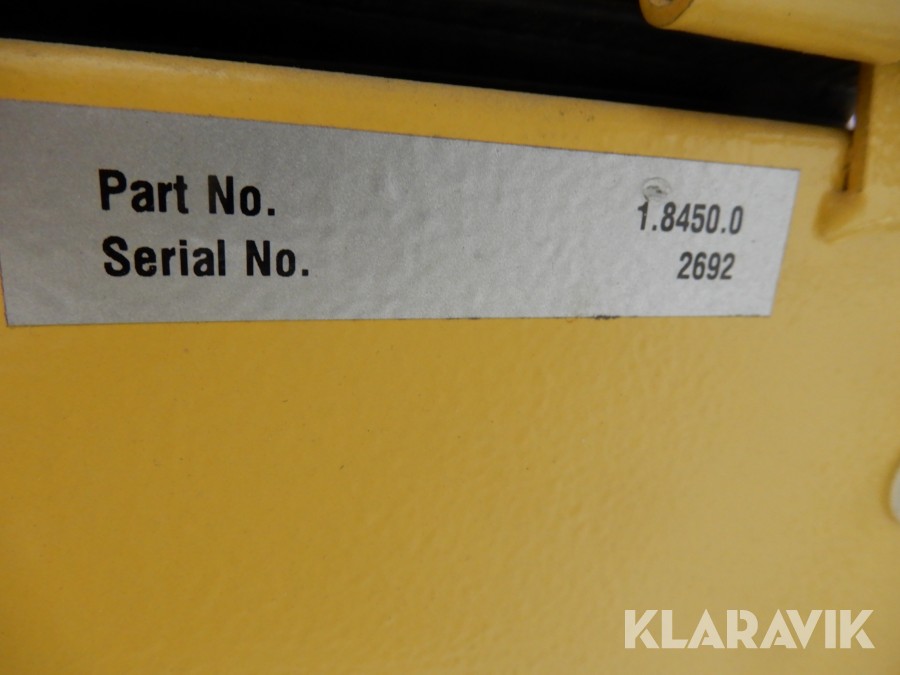 Part No. 1.8450.0
Serial No. 2692
KLARAVIK